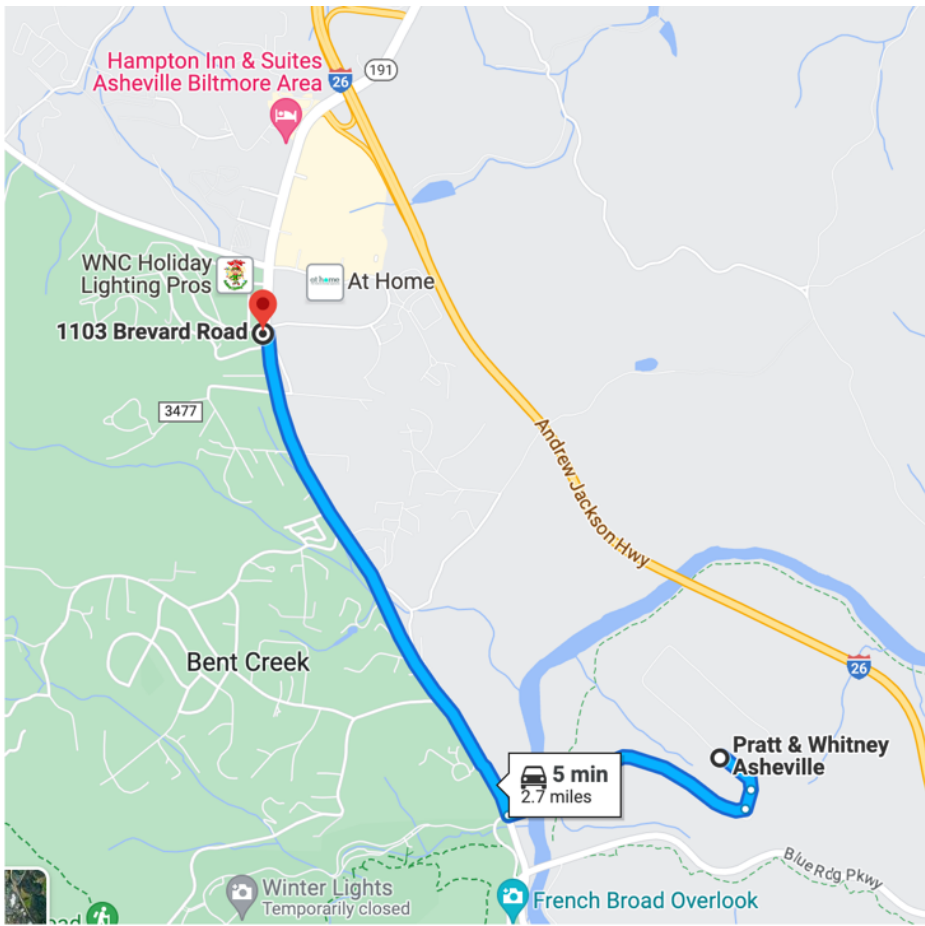 Hampton Inn & Suites
Asheville Biltmore Area
26
191
WNC Holiday
Lighting Pros
at home
At Home
1103 Brevard Road
3477
Andrew Jackson Hwy
Bent Creek
26
5 min
2.7 miles
Pratt & Whitney
Asheville
Blue Rdg Pkwy
Winter Lights
Temporarily closed
French Broad Overlook